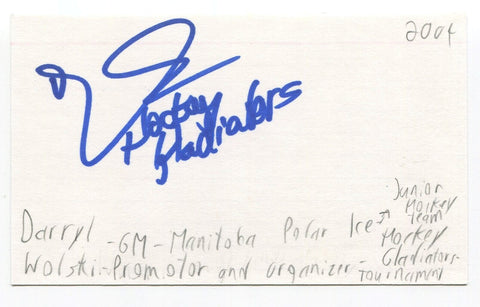 2004
Hockey
Gladiators
Junior
Hockey
Team
Darryl - GM - Manitoba Polar Ice
Hockey
Wolski - Promotor and organizer - Gladiators
Tournament